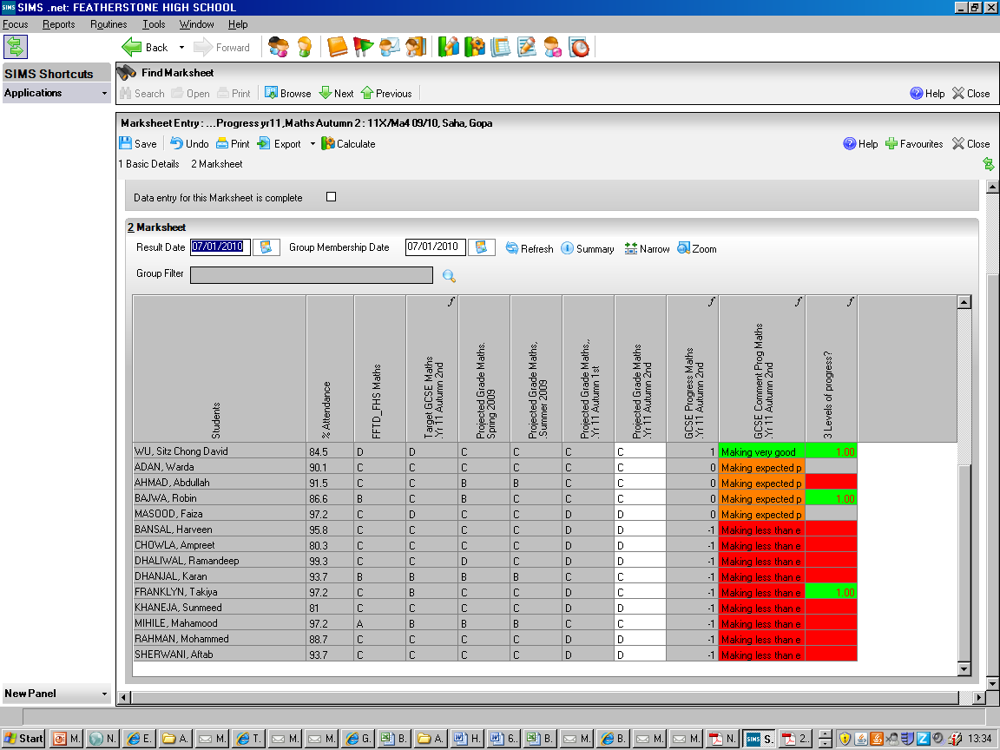 SIMS .net: FEATHERSTONE HIGH SCHOOL
Focus Reports Routines Tools Window Help
Back Forward
SIMS Shortcuts
Applications
Find Marksheet
Search Open Print Browse Next Previous Help Close
Marksheet Entry : ...Progress yr11 ,Maths Autumn 2 : 11X/Ma4 09/10, Saha, Gopa
Save Undo Print Export Calculate Help Favourites Close
1 Basic Details 2 Marksheet
Data entry for this Marksheet is complete
2 Marksheet
Result Date 07/01/2010 Group Membership Date 07/01/2010 Refresh Summary Narrow Zoom
Group Filter
f f f f
Students
% Attendance
FFTD_FHS Maths
Target GCSE Maths
.Yr 11 Autumn 2nd
Projected Grade Maths.
Spring 2009
Projected Grade Maths,
.Summer 2009
Projected Grade Maths,,
.Yr 11 Autumn 1st
Projected Grade Maths
.Yr 11 Autumn 2nd
GCSE Progress Maths
.Yr 11 Autumn 2nd
GCSE Comment Prog Maths
.Yr 11 Autumn 2nd
3 Levels of progress?
WU, Sitz Chong David 84.5 D D C C C C 1 Making very good 1.00
ADAN, Warda 90.1 C C C C C C 0 Making expected p
AHMAD, Abdullah 91.5 C C B B C C 0 Making expected p
BAJWA, Robin 86.6 B C B C C C 0 Making expected p 1.00
MASOOD, Faiza 97.2 C D C C D D 0 Making expected p
BANSAL, Harveen 95.8 C C C C C D -1 Making less than e
CHOWLA, Ampreet 80.3 C C C C D D -1 Making less than e
DHALIWAL, Ramandeep 99.3 C C D C D D -1 Making less than e
DHANJAL, Karan 93.7 B B B B C C -1 Making less than e
FRANKLYN, Takiya 97.2 C B C C C C -1 Making less than e 1.00
KHANEJA, Sunmeed 81 C C C C D D -1 Making less than e
MIHILE, Mahamood 97.2 A B B B C C -1 Making less than e
RAHMAN, Mohammed 88.7 C C C C D D -1 Making less than e
SHERWANI, Aftab 93.7 C C C C D D -1 Making less than e
New Panel
Start M. N. E. A. M. T. M. M. G. B. A. H. 6.. B. M. B. M. M. N. SIMS S. 2.. 13:34